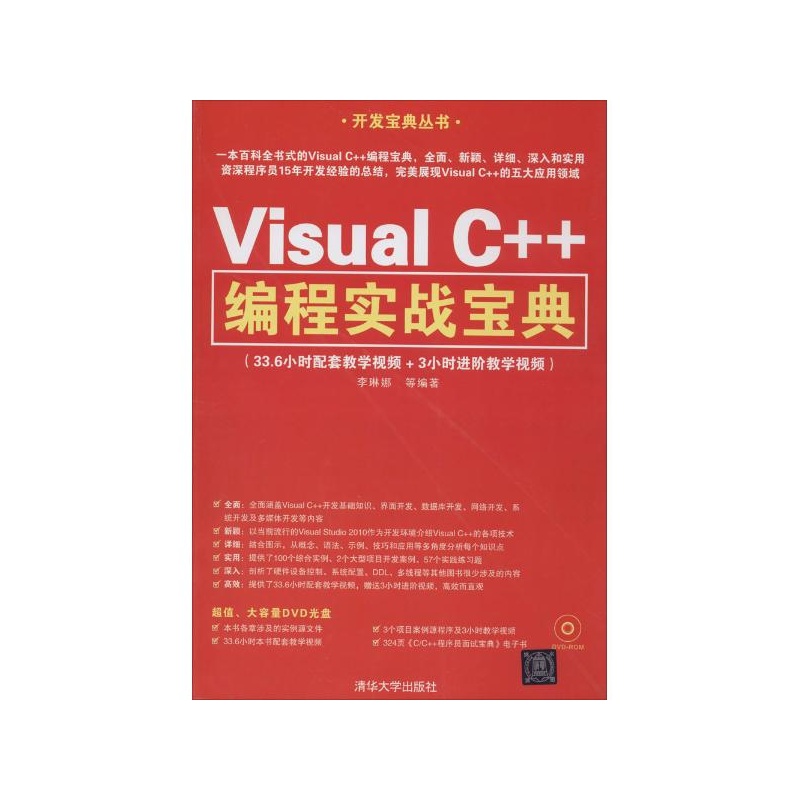 ·开发宝典丛书·
一本百科全书式的Visual C++编程宝典，全面、新颖、详细、深入和实用
资深程序员15年开发经验的总结，完美展现Visual C++的五大应用领域
Visual C++
编程实战宝典
（33.6小时配套教学视频 + 3小时进阶教学视频）
李琳娜 等编著
全面：全面涵盖Visual C++开发基础知识、界面开发、数据库开发、网络开发、系
统开发及多媒体开发等内容
新颖：以当前流行的Visual Studio 2010作为开发环境介绍Visual C++的各项技术
详细：结合图示，从概念、语法、示例、技巧和应用等多角度分析每个知识点
实用：提供了100个综合实例、2个大型项目开发案例、57个实践练习题
深入：剖析了硬件设备控制、系统配置、DDL、多线程等其他图书很少涉及的内容
高效：提供了33.6小时配套教学视频，赠送3小时进阶视频，高效而直观
超值、大容量DVD光盘
本书各章涉及的实例源文件
3个项目案例源程序及3小时教学视频
33.6小时本书配套教学视频
324页《C/C++程序员面试宝典》电子书
DVD-ROM
清华大学出版社